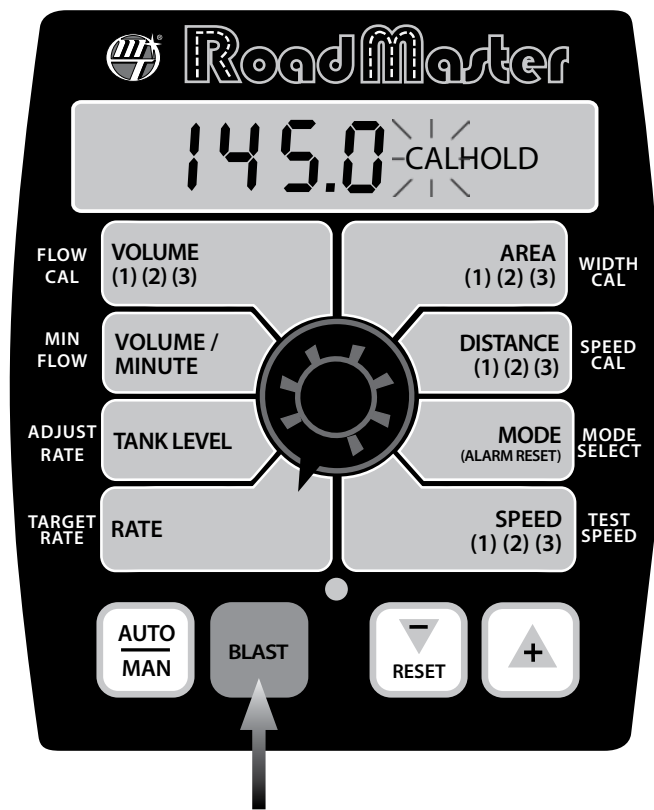 MT RoadMaster
145.0 CALHOLD
FLOW
CAL
VOLUME
(1) (2) (3)
AREA
(1) (2) (3)
WIDTH
CAL
MIN
FLOW
VOLUME /
MINUTE
DISTANCE
(1) (2) (3)
SPEED
CAL
ADJUST
RATE
TANK LEVEL
MODE
(ALARM RESET)
MODE
SELECT
TARGET
RATE
RATE
SPEED
(1) (2) (3)
TEST
SPEED
AUTO
MAN
BLAST
RESET
+